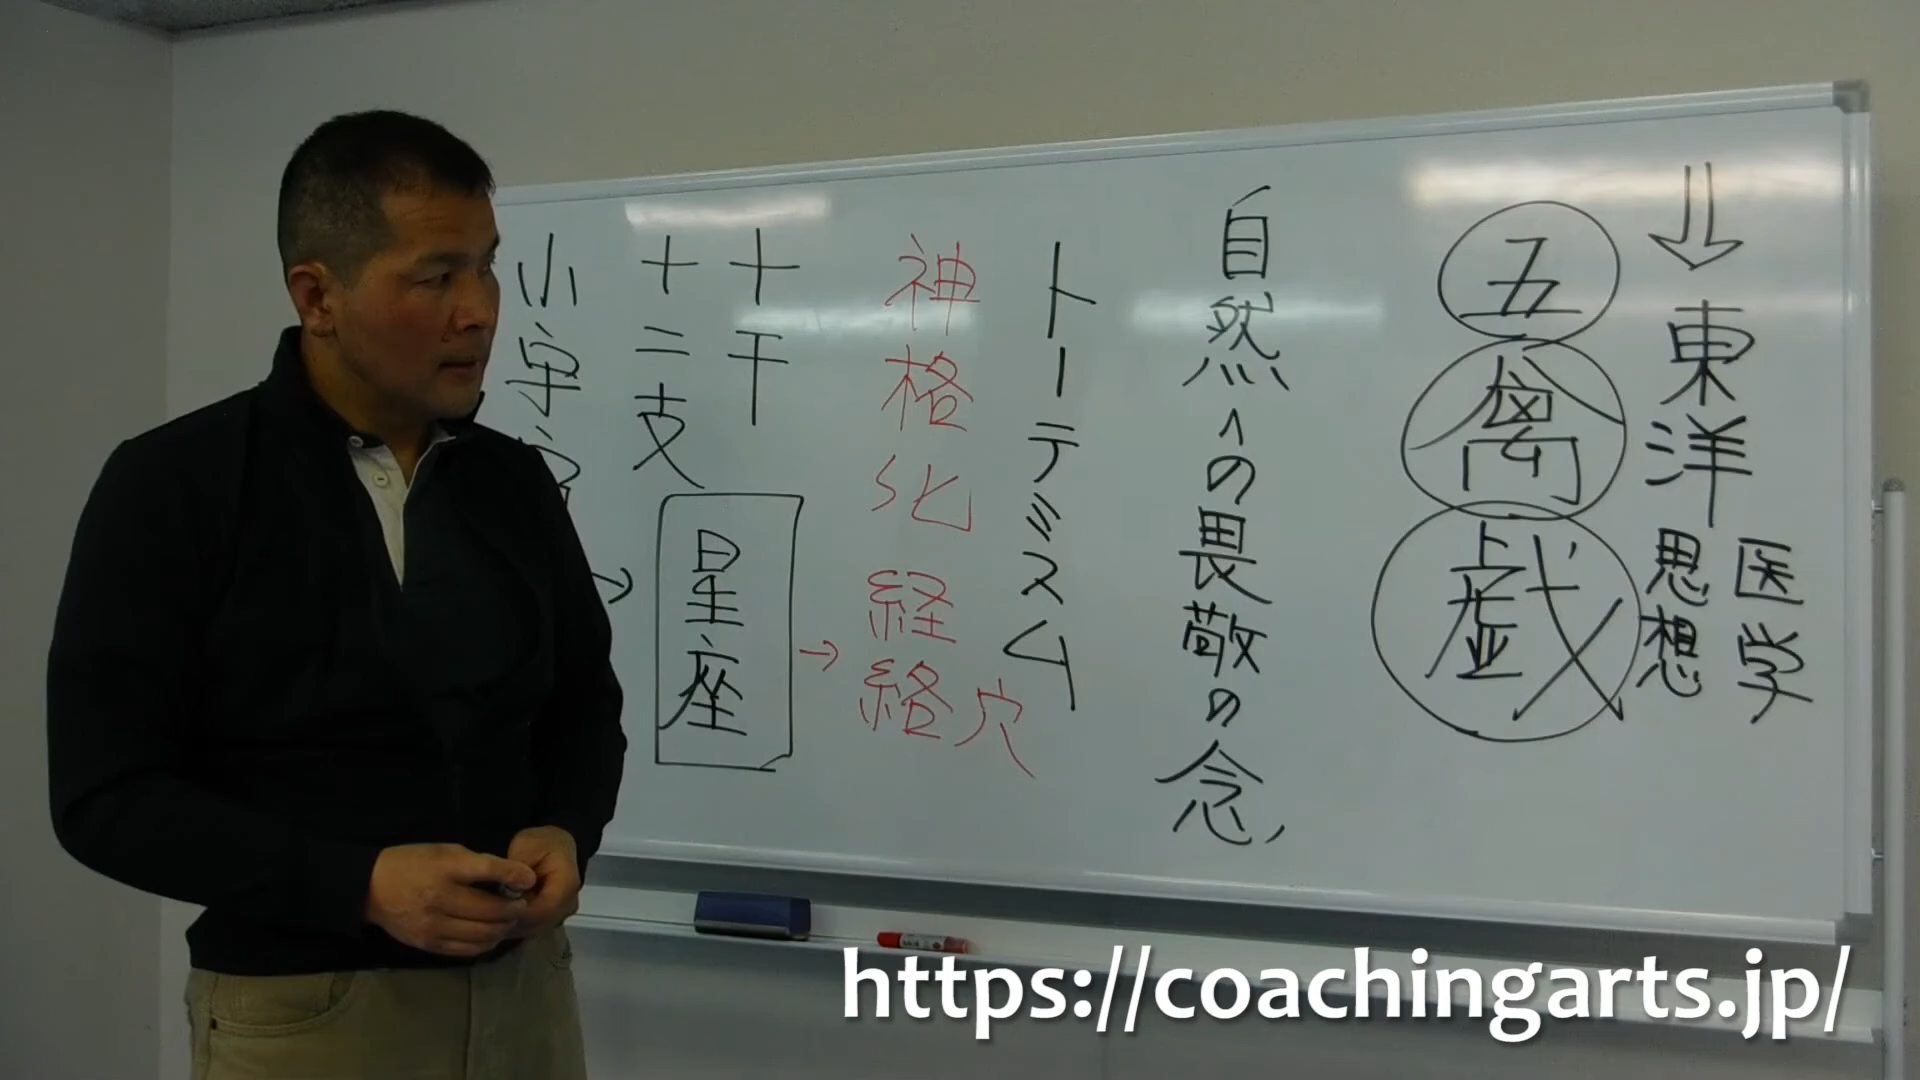 ⇓東洋
医学
思想
五禽戯
自然への畏敬の念、
トーテミスム
神格化
→経絡
穴
十干
十二支
→星座
小宇
https://coachingarts.jp/